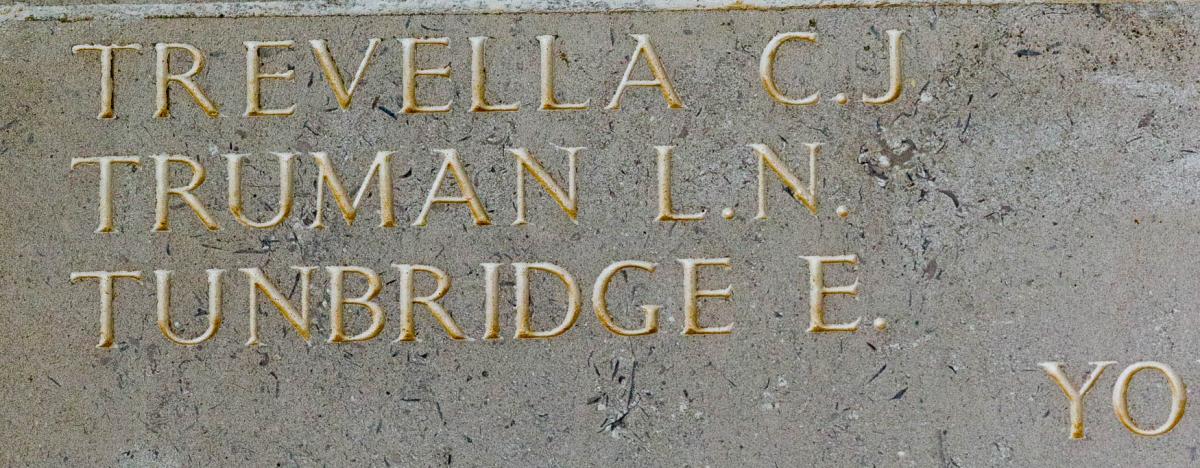 TREVELLA C.J
TRUMAN L.N.
TUNBRIDGE E.
YO